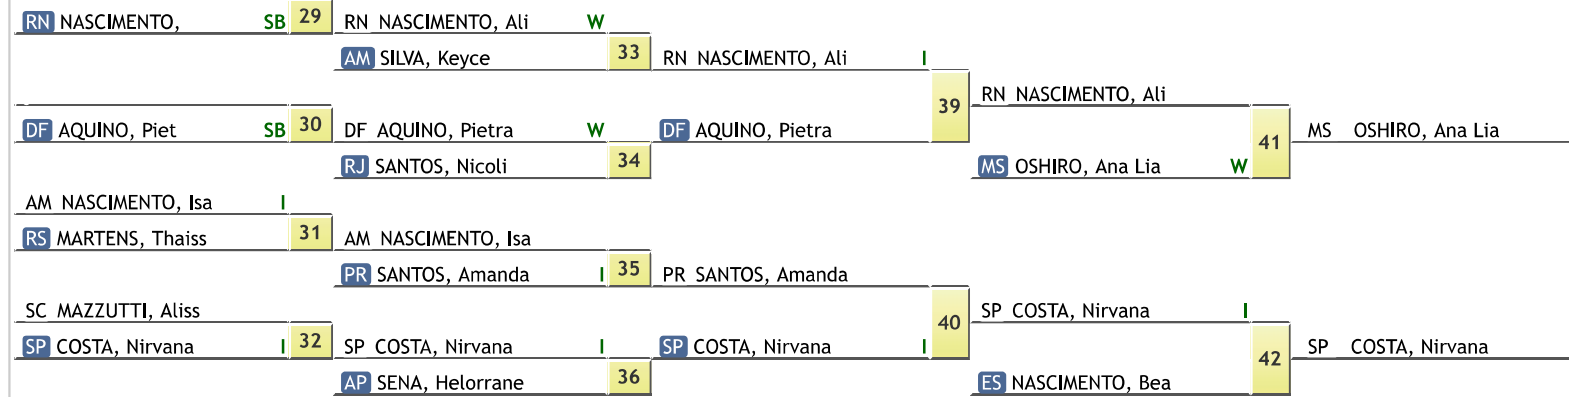 RN NASCIMENTO, SB 29 RN NASCIMENTO, Ali W
AM SILVA, Keyce 33 RN NASCIMENTO, Ali I
39 RN NASCIMENTO, Ali
DF AQUINO, Piet SB 30 DF AQUINO, Pietra W DF AQUINO, Pietra 41 MS OSHIRO, Ana Lia
RJ SANTOS, Nicoli 34 MS OSHIRO, Ana Lia W
AM NASCIMENTO, Isa I
RS MARTENS, Thaiss 31 AM NASCIMENTO, Isa
PR SANTOS, Amanda I 35 PR SANTOS, Amanda
SC MAZZUTTI, Aliss 40 SP COSTA, Nirvana I
SP COSTA, Nirvana I 32 SP COSTA, Nirvana I SP COSTA, Nirvana I 42 SP COSTA, Nirvana
AP SENA, Helorrane 36 ES NASCIMENTO, Bea